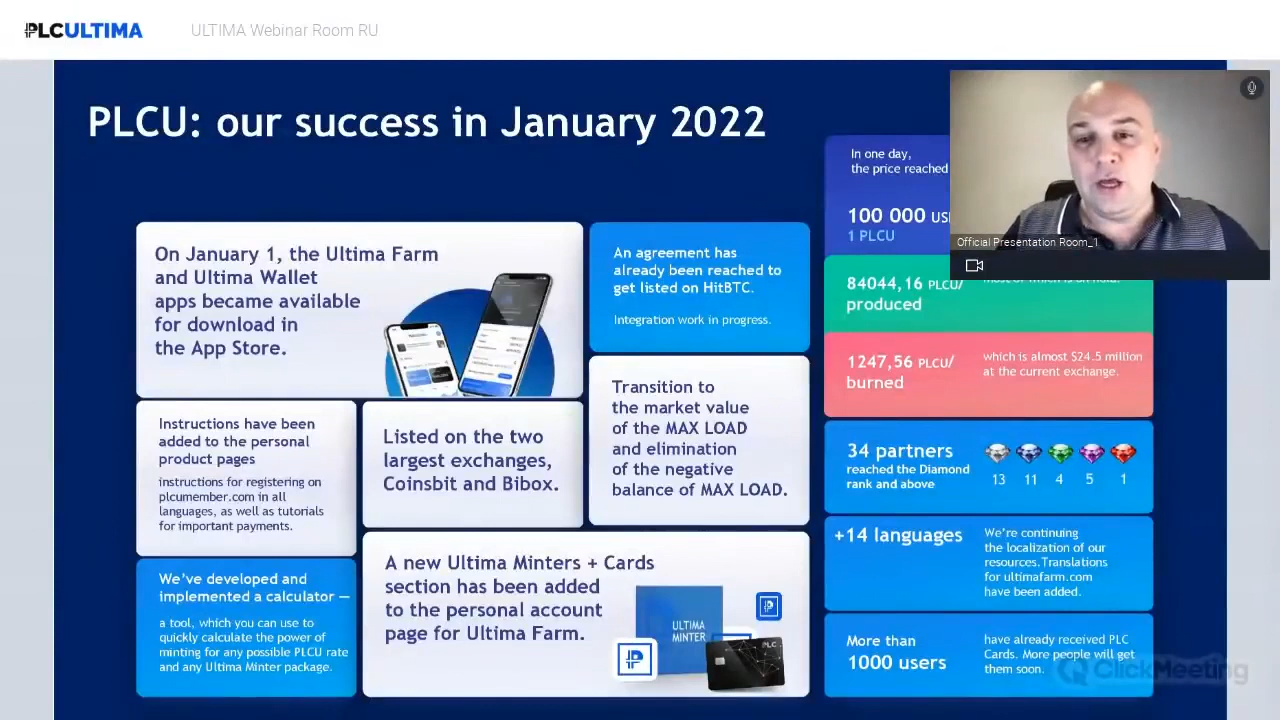 PLCULTIMA
ULTIMA Webinar Room RU
PLCU: our success in January 2022
On January 1, the Ultima Farm
and Ultima Wallet
apps became available
for download in
the App Store.
An agreement has
already been reached to
get listed on HitBTC.
Integration work in progress.
Instructions have been
added to the personal
product pages
instructions for registering on
plcumember.com in all
languages, as well as tutorials
for important payments.
Listed on the two
largest exchanges,
Coinsbit and Bibox.
Transition to
the market value
of the MAX LOAD
and elimination
of the negative
balance of MAX LOAD.
We've developed and
implemented a calculator —
a tool, which you can use to
quickly calculate the power of
minting for any possible PLCU rate
and any Ultima Minter package.
A new Ultima Minters + Cards
section has been added
to the personal account
page for Ultima Farm.
ULTIMA
MINTER
PLC
In one day,
the price reached
100 000
1 PLCU
Official Presentation Room_1
84044,16 PLCU/
produced
most of which is on hold.
1247,56 PLCU/
burned
which is almost $24.5 million
at the current exchange.
34 partners
reached the Diamond
rank and above
13 11 4 5 1
+14 languages
We're continuing
the localization of our
resources.Translations
for ultimafarm.com
have been added.
More than
1000 users
have already received PLC
Cards. More people will get
them soon.
ClickMeeting